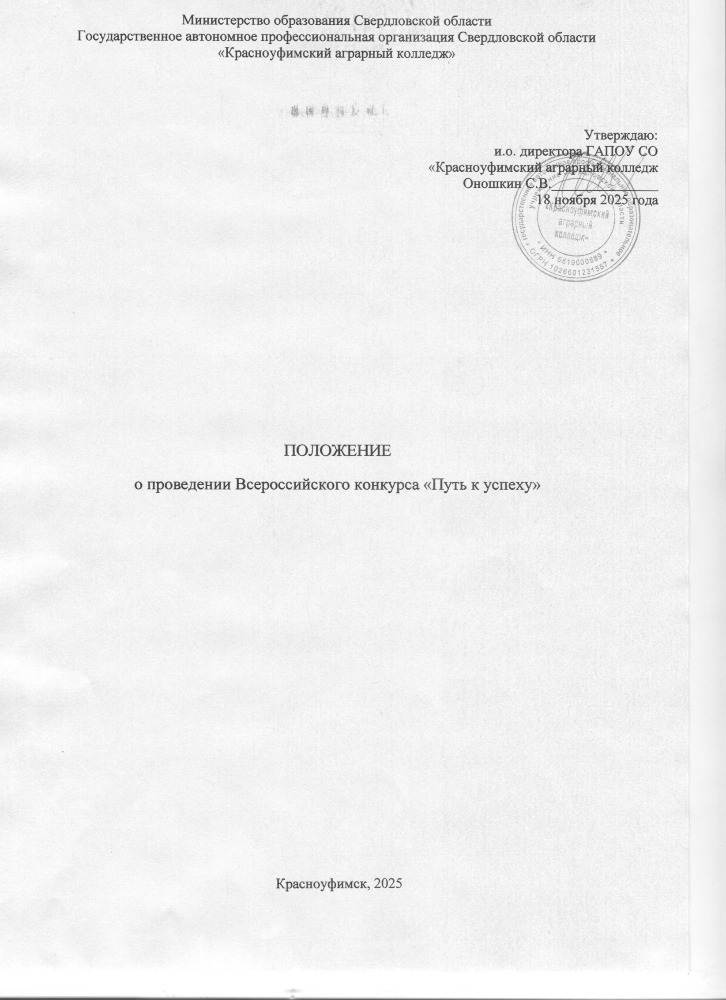 Министерство образования Свердловской области
Государственное автономное профессиональная организация Свердловской области
«Красноуфимский аграрный колледж»
Утверждаю:
и.о. директора ГАПОУ СО
«Красноуфимский аграрный колледж
Оношкин С.В.
18 ноября 2025 года
государственное автономное профессиональное образовательное
учреждение Свердловской области
«Красноуфимский
аграрный
колледж»
* ИНН 6619000889 *
* ОГРН 1026601231557 *
ПОЛОЖЕНИЕ
о проведении Всероссийского конкурса «Путь к успеху»
Красноуфимск, 2025